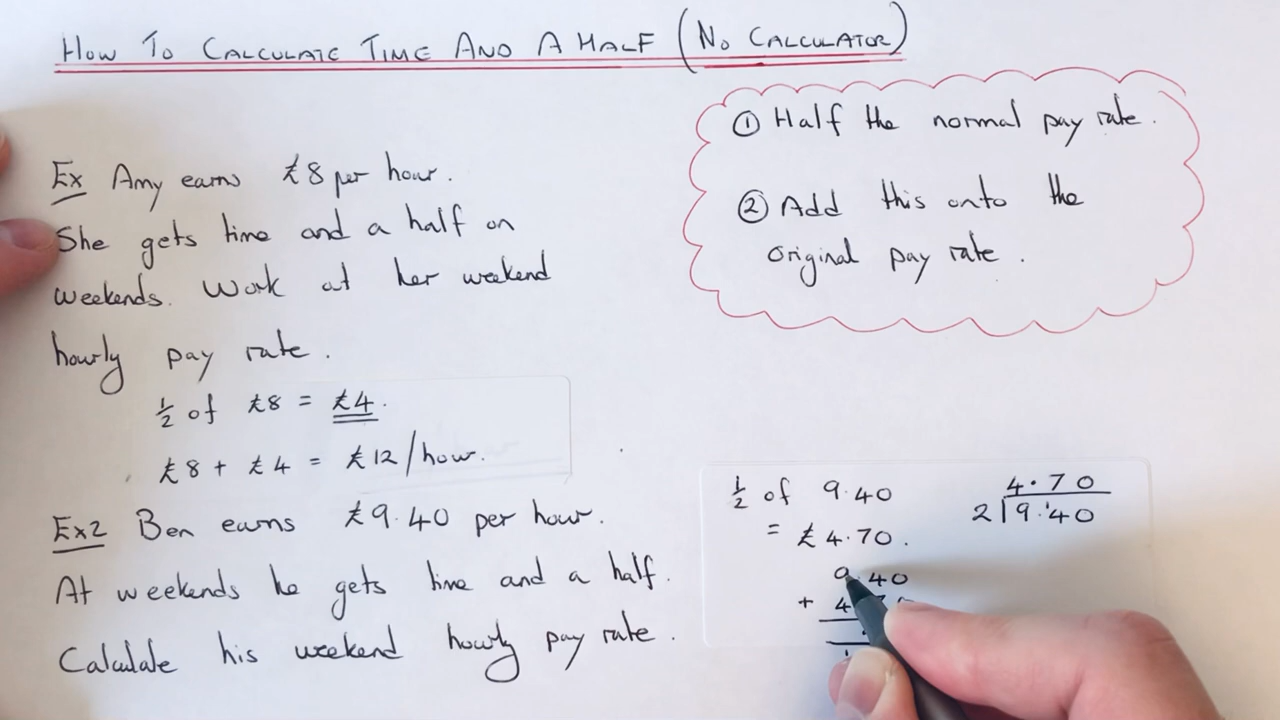 HOW TO CALCULATE TIME AND A HALF (NO CALCULATOR)
① Half the normal pay rate.
② Add this onto the
original pay rate.
Ex Amy earns £8 per hour.
She gets time and a half on
weekends. Work at her weekend
hourly pay rate.
½ of £8 = £4.
£8 + £4 = £12/hour.
Ex2 Ben earns £9.40 per hour.
At weekends he gets time and a half.
Calculate his weekend hourly pay rate.
½ of 9.40
= £4.70.
4.70
2|9.¹40
9.40
+ 4